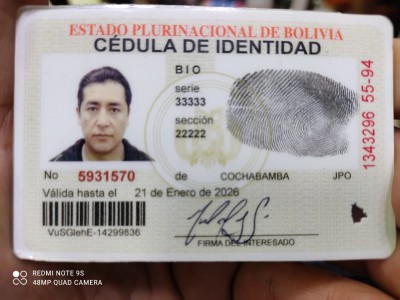 ESTADO PLURINACIONAL DE BOLIVIA
CÉDULA DE IDENTIDAD
BIO
serie
33333
sección
22222
1343296 55-94
No 5931570 de COCHABAMBA JPO
Válida hasta el 21 de Enero de 2026
VuSGlehE-14299836
FIRMA DEL INTERESADO
REDMI NOTE 9S
48MP QUAD CAMERA